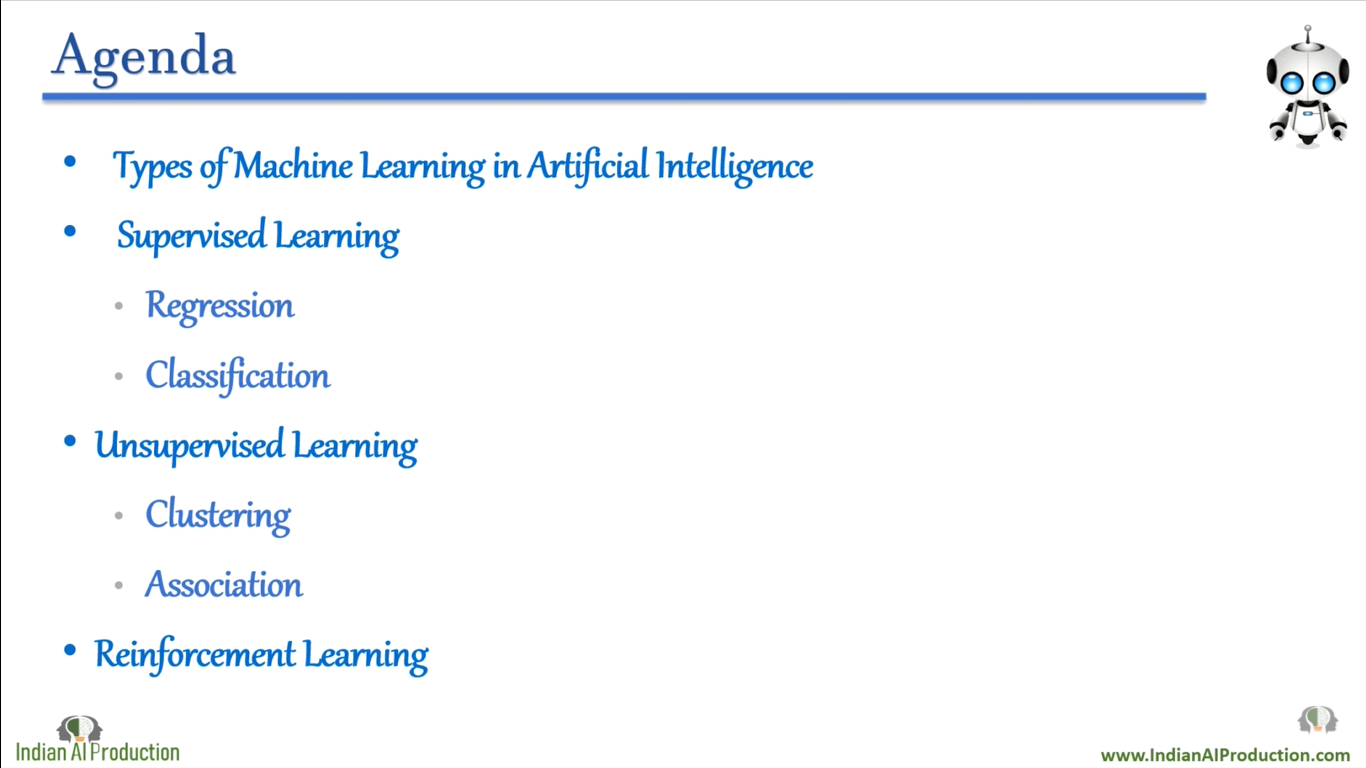 Agenda
• Types of Machine Learning in Artificial Intelligence
• Supervised Learning
• Regression
• Classification
• Unsupervised Learning
• Clustering
• Association
• Reinforcement Learning
Indian AI Production
www.IndianAIProduction.com